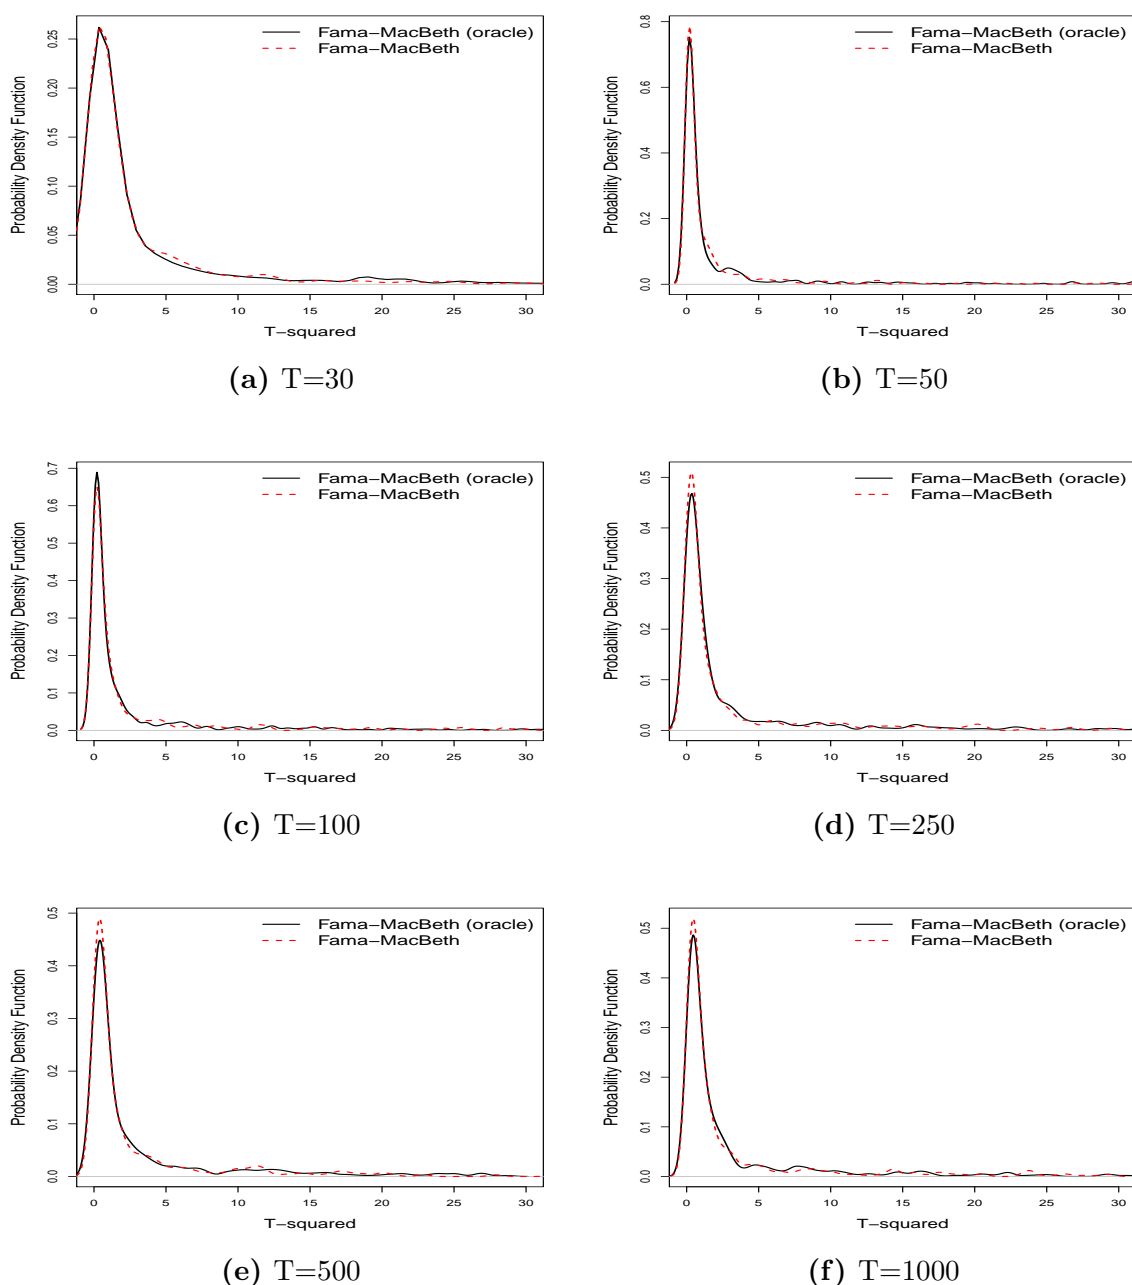 Fama−MacBeth (oracle)
Fama−MacBeth
Probability Density Function
0.00 0.05 0.10 0.15 0.20 0.25
0 5 10 15 20 25 30
T−squared
(a) T=30
Fama−MacBeth (oracle)
Fama−MacBeth
Probability Density Function
0.0 0.2 0.4 0.6 0.8
0 5 10 15 20 25 30
T−squared
(b) T=50
Fama−MacBeth (oracle)
Fama−MacBeth
Probability Density Function
0.0 0.1 0.2 0.3 0.4 0.5 0.6 0.7
0 5 10 15 20 25 30
T−squared
(c) T=100
Fama−MacBeth (oracle)
Fama−MacBeth
Probability Density Function
0.0 0.1 0.2 0.3 0.4 0.5
0 5 10 15 20 25 30
T−squared
(d) T=250
Fama−MacBeth (oracle)
Fama−MacBeth
Probability Density Function
0.0 0.1 0.2 0.3 0.4 0.5
0 5 10 15 20 25 30
T−squared
(e) T=500
Fama−MacBeth (oracle)
Fama−MacBeth
Probability Density Function
0.0 0.1 0.2 0.3 0.4 0.5
0 5 10 15 20 25 30
T−squared
(f) T=1000